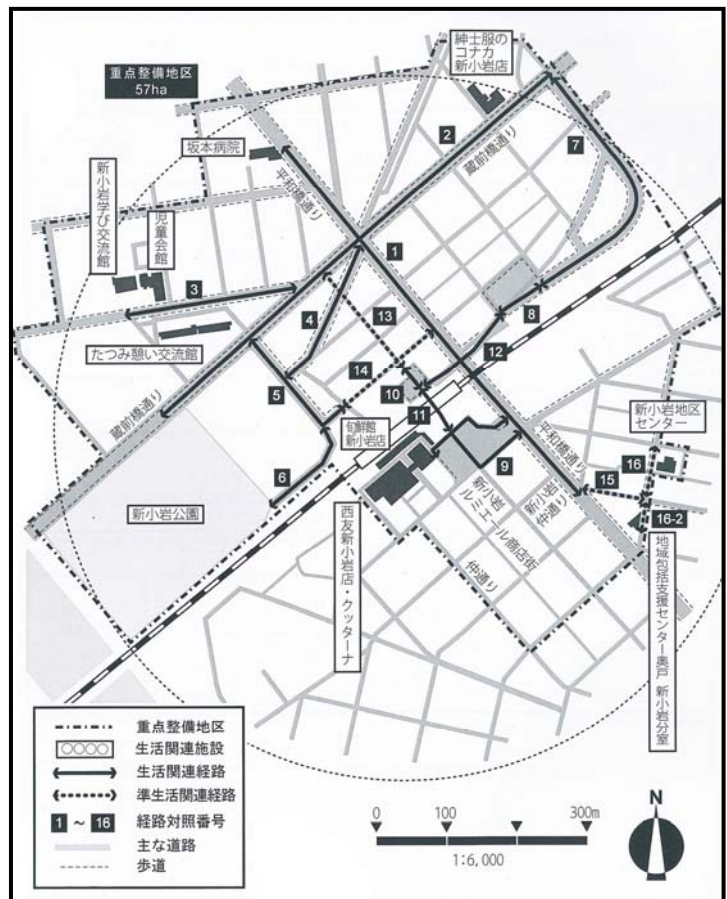 紳士服の
コナカ
新小岩店
重点整備地区
57ha
2
7
坂本病院
平和橋通り
蔵前橋通り
新小岩学び交流館
児童会館
1
3
4
13
8
12
たつみ憩い交流館
14
10
5
11
旬鮮館
新小岩店
平和橋通り
新小岩地区
センター
蔵前橋通り
9
15
16
6
16-2
新小岩公園
新小岩
ルミエール商店街
新小岩
仲通り
仲通り
西友新小岩店・クッターナ
地域包括支援センター奥戸 新小岩分室
重点整備地区
生活関連施設
生活関連経路
準生活関連経路
1 ～ 16 経路対照番号
主な道路
歩道
0 100 300m
1:6,000
N